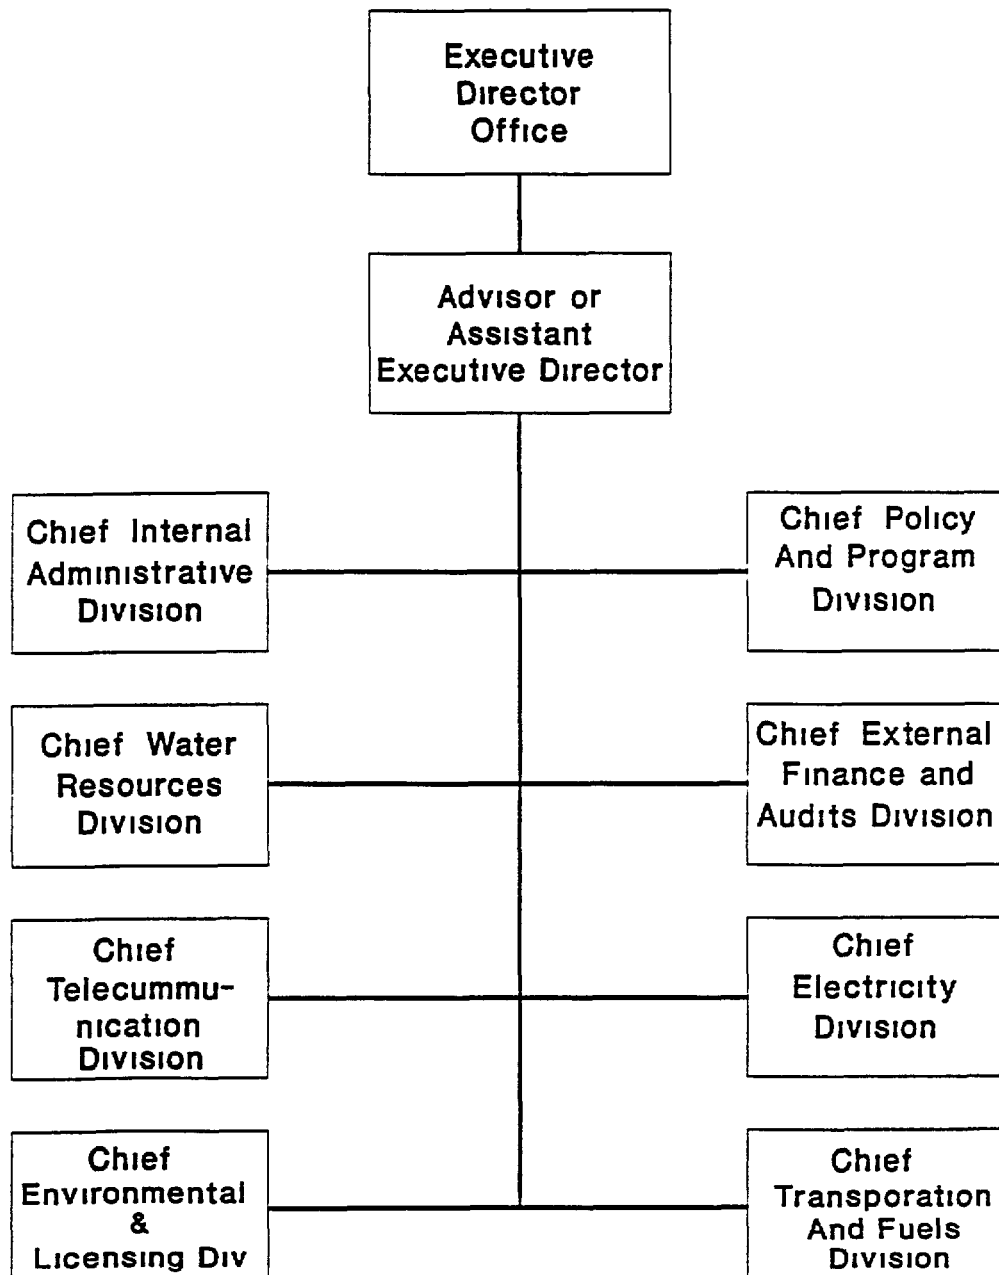 Executive
Director
Office
Advisor or
Assistant
Executive Director
Chief Internal
Administrative
Division
Chief Policy
And Program
Division
Chief Water
Resources
Division
Chief External
Finance and
Audits Division
Chief
Telecummu-
nication
Division
Chief
Electricity
Division
Chief
Environmental
&
Licensing Div
Chief
Transporation
And Fuels
Division